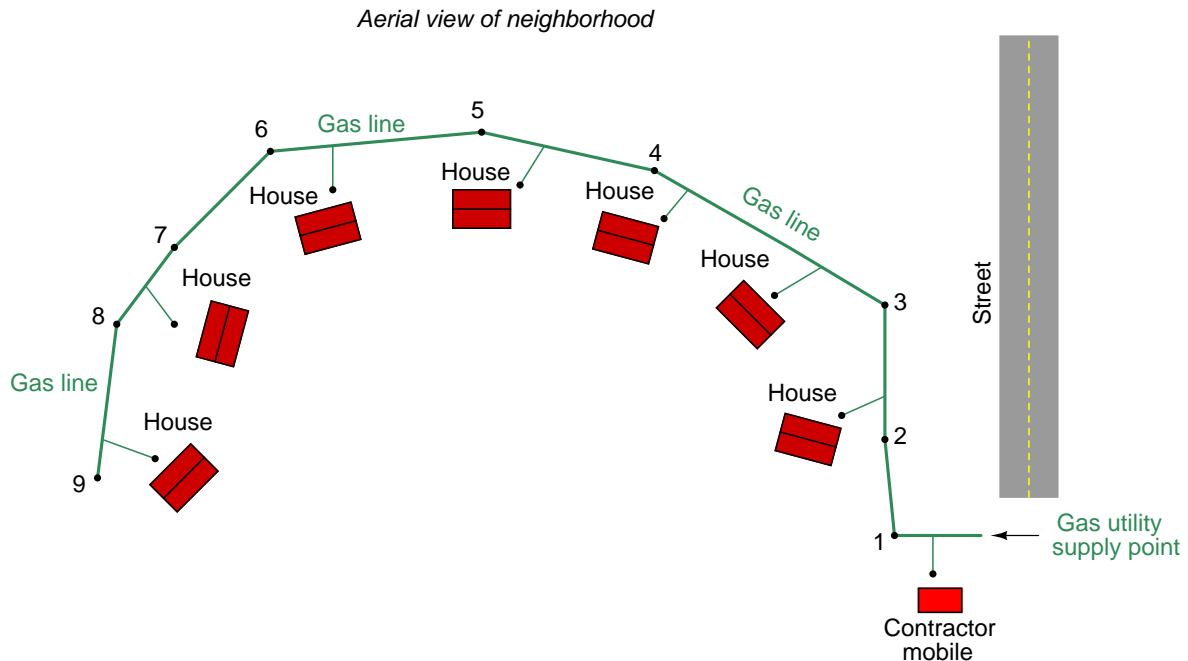 Aerial view of neighborhood
5
6
Gas line
4
House
House
House
Gas line
7
House
House
3
8
Street
Gas line
House
House
2
9
1
Gas utility
supply point
Contractor
mobile